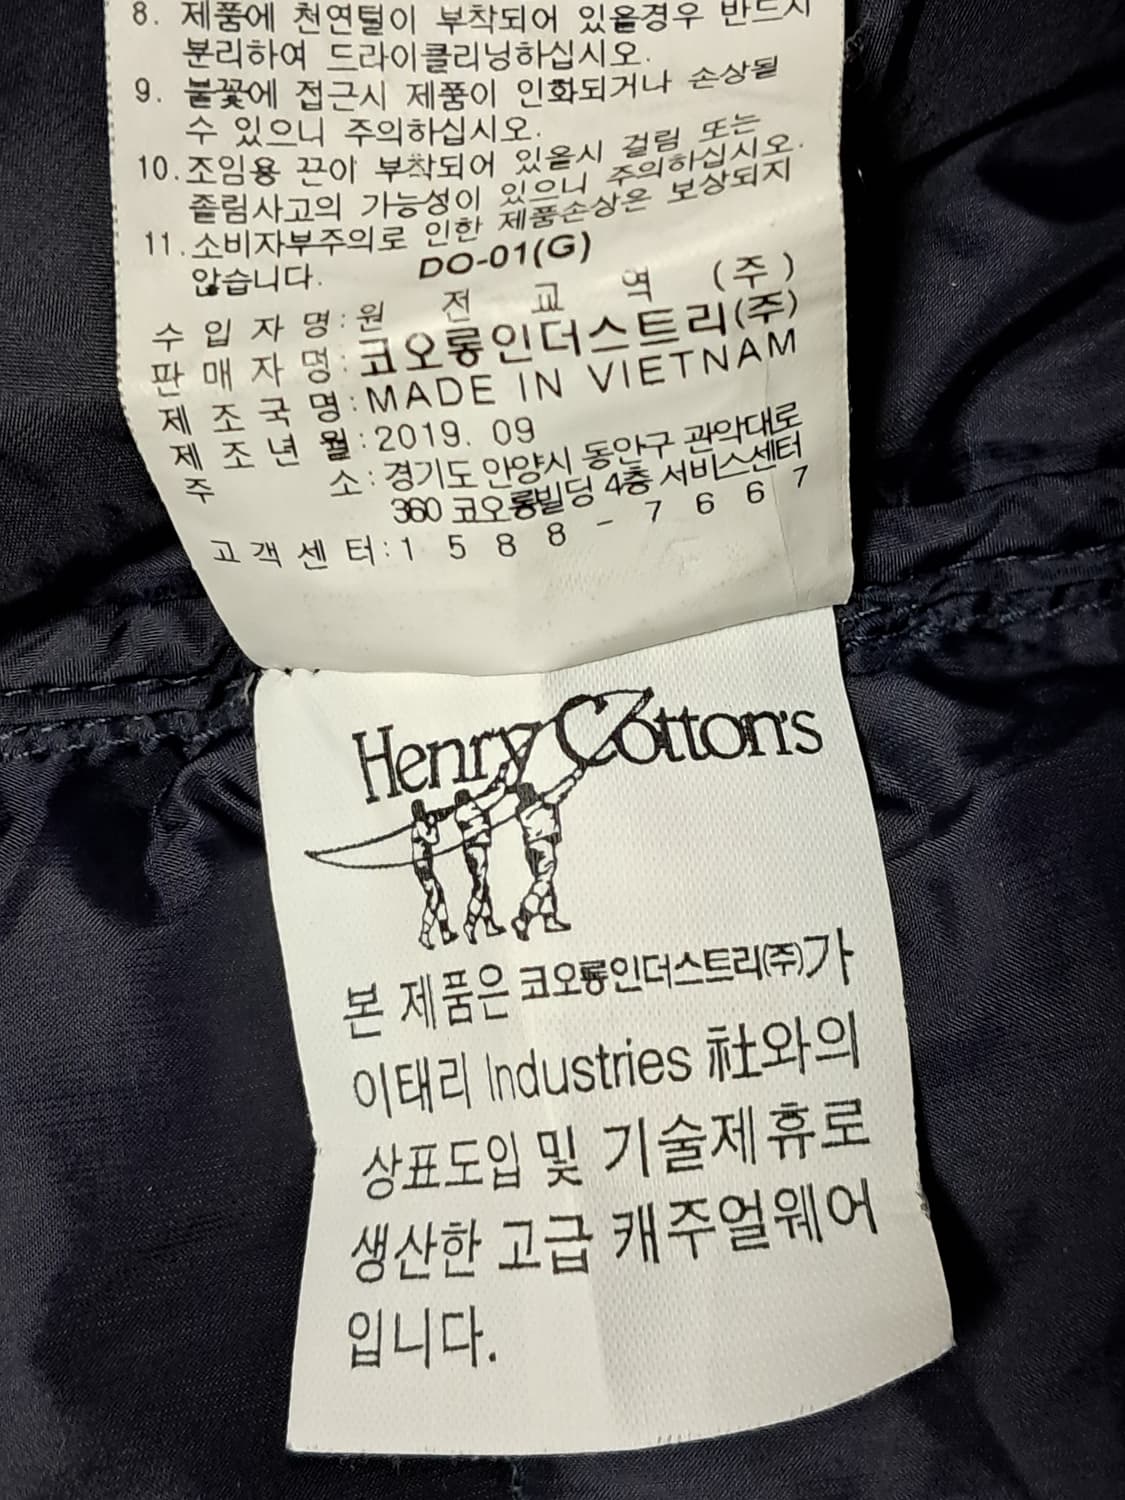 8. 제품에 천연털이 부착되어 있을경우 반드시
분리하여 드라이클리닝하십시오.
9. 불꽃에 접근시 제품이 인화되거나 손상될
수 있으니 주의하십시오.
10.조임용 끈이 부착되어 있을시 걸림 또는
졸림사고의 가능성이 있으니 주의하십시오.
11.소비자부주의로 인한 제품손상은 보상되지
않습니다. DO-01(G)
수 입 자 명:원 전 교 역 (주)
판 매 자 명:코오롱인더스트리(주)
제 조 국 명:MADE IN VIETNAM
제 조 년 월:2019. 09
주 소:경기도 안양시 동안구 관악대로
360 코오롱빌딩 4층 서비스센터
고 객 센 터:1 5 8 8 - 7 6 6 7
Henry Cotton's
본 제품은 코오롱인더스트리(주)가
이태리 Industries 社와의
상표도입 및 기술제휴로
생산한 고급 캐주얼웨어
입니다.